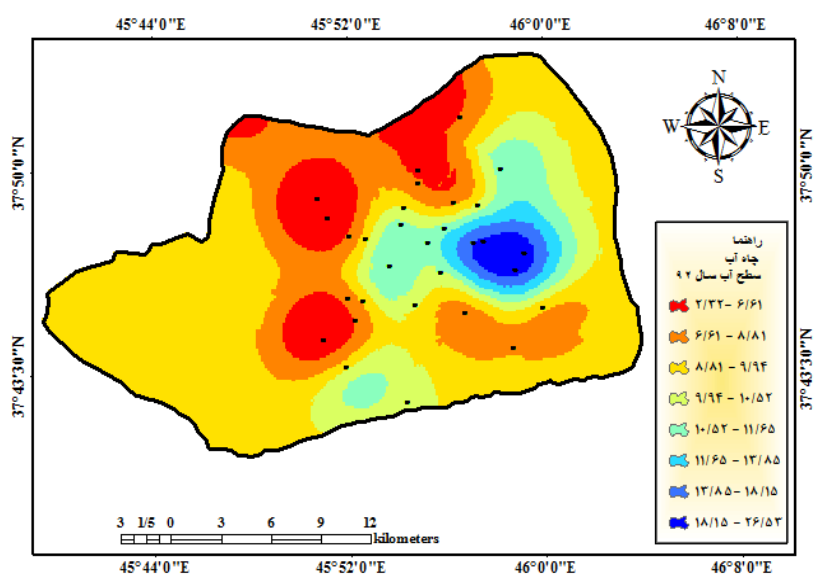 45°44'0"E 45°52'0"E 46°0'0"E 46°8'0"E
N
W E
S
37°50'0"N 37°50'0"N
راهنما
چاه آب
سطح آب سال ۹۲
۲/۳۲ - ۶/۶۱
۶/۶۱ - ۸/۸۱
۸/۸۱ - ۹/۹۴
۹/۹۴ - ۱۰/۵۲
۱۰/۵۲ - ۱۱/۶۵
۱۱/۶۵ - ۱۳/۸۵
۱۳/۸۵ - ۱۸/۱۵
۱۸/۱۵ - ۲۶/۵۳
37°43'30"N 37°43'30"N
3 1/5 0 3 6 9 12
kilometers
45°44'0"E 45°52'0"E 46°0'0"E 46°8'0"E